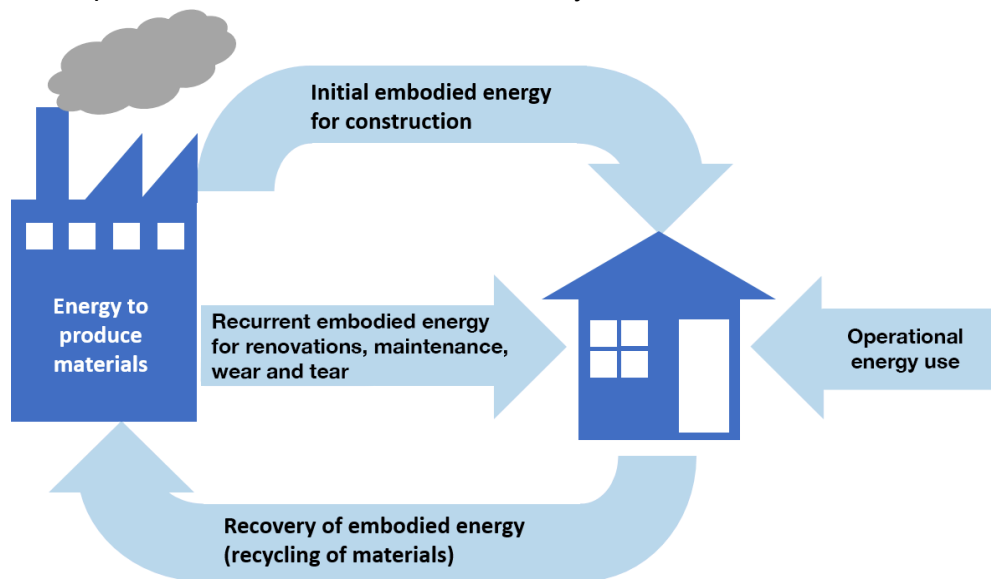 Initial embodied energy
for construction
Energy to
produce
materials
Recurrent embodied energy
for renovations, maintenance,
wear and tear
Operational
energy use
Recovery of embodied energy
(recycling of materials)